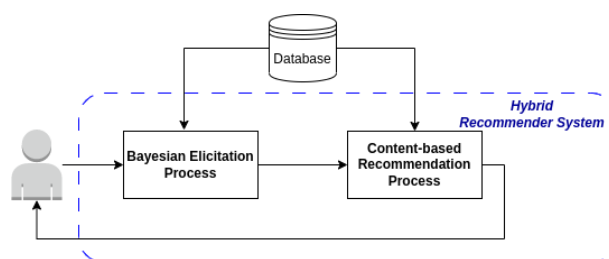 Database
Hybrid
Recommender System
Bayesian Elicitation
Process
Content-based
Recommendation
Process